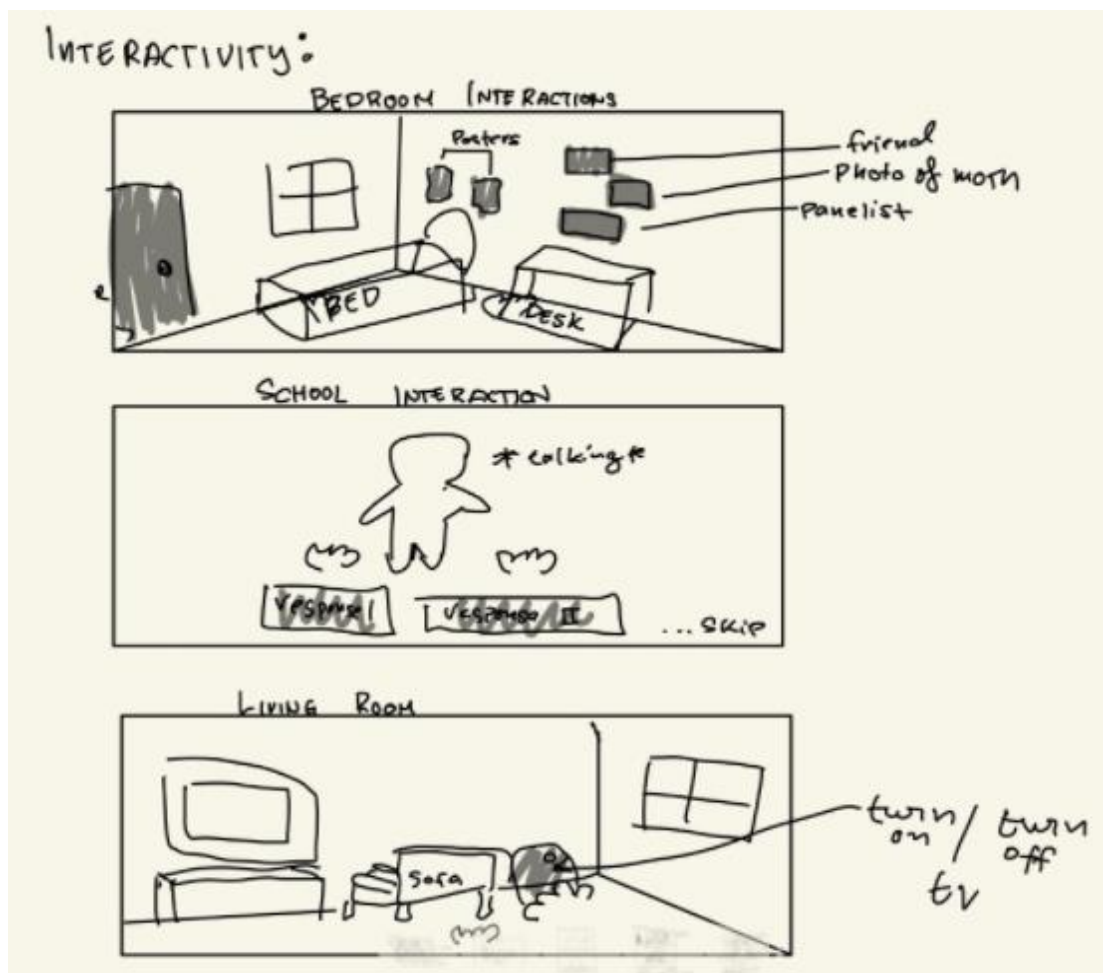 INTERACTIVITY:
BEDROOM INTERACTIONS
Posters
friend
Photo of mom
Panelist
BED
DESK
SCHOOL INTERACTION
*talking*
response I
response II
... SKIP
LIVING ROOM
turn on / turn off
tv
Sofa